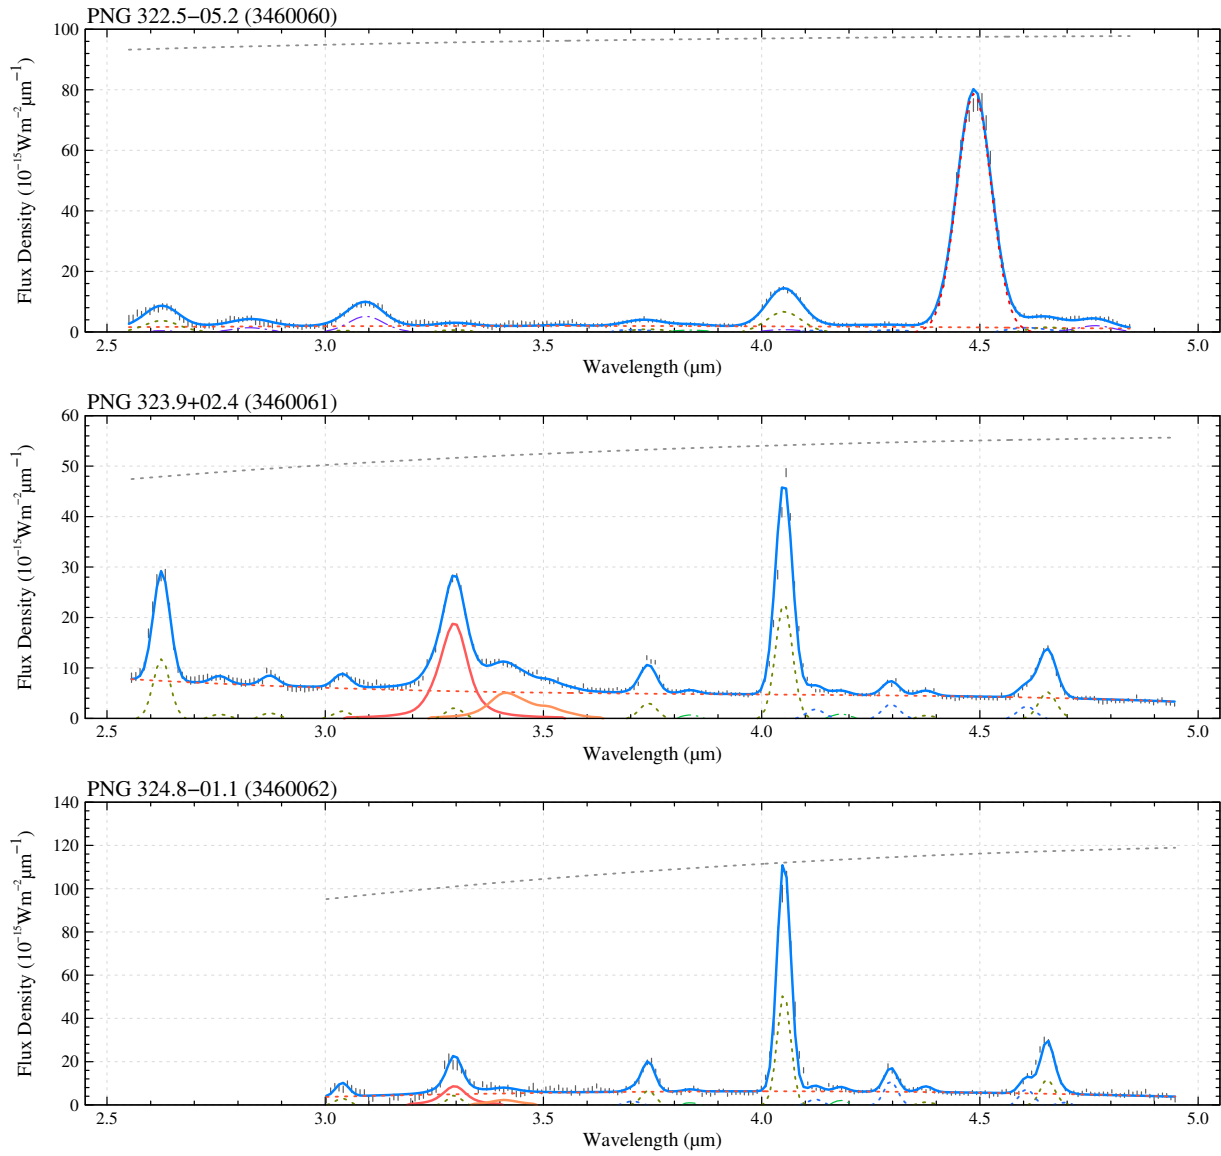 PNG 322.5−05.2 (3460060)
100
80
60
40
20
0
Flux Density (10⁻¹⁵Wm⁻²μm⁻¹)
2.5 3.0 3.5 4.0 4.5 5.0
Wavelength (μm)
PNG 323.9+02.4 (3460061)
60
50
40
30
20
10
0
Flux Density (10⁻¹⁵Wm⁻²μm⁻¹)
2.5 3.0 3.5 4.0 4.5 5.0
Wavelength (μm)
PNG 324.8−01.1 (3460062)
140
120
100
80
60
40
20
0
Flux Density (10⁻¹⁵Wm⁻²μm⁻¹)
2.5 3.0 3.5 4.0 4.5 5.0
Wavelength (μm)